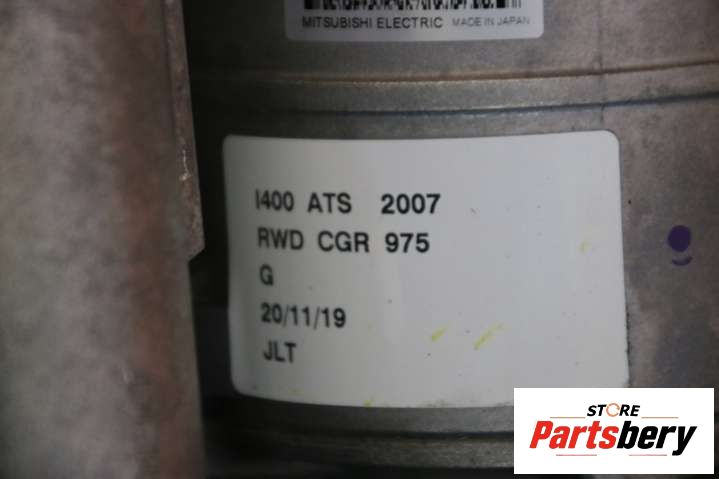 MITSUBISHI ELECTRIC MADE IN JAPAN
I400 ATS 2007
RWD CGR 975
G
20/11/19
JLT
STORE
Partsbery